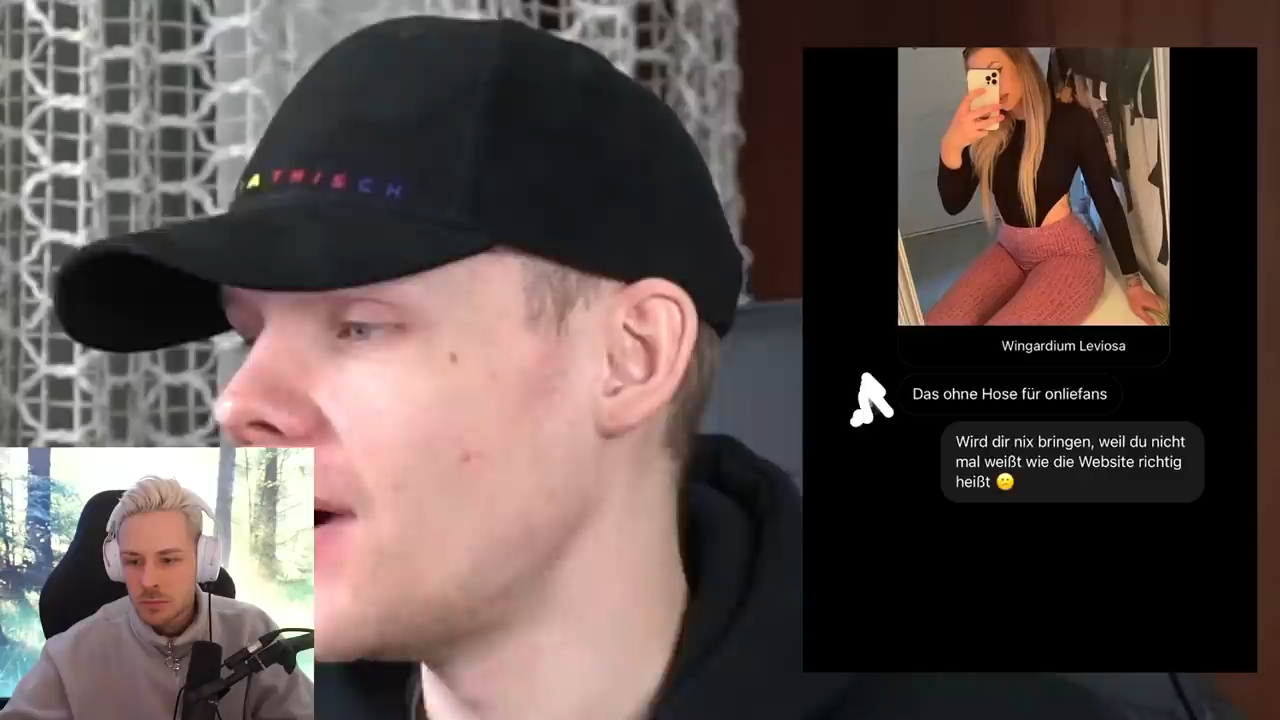 ATHISCH
Wingardium Leviosa
Das ohne Hose für onliefans
Wird dir nix bringen, weil du nicht
mal weißt wie die Website richtig
heißt 🙁